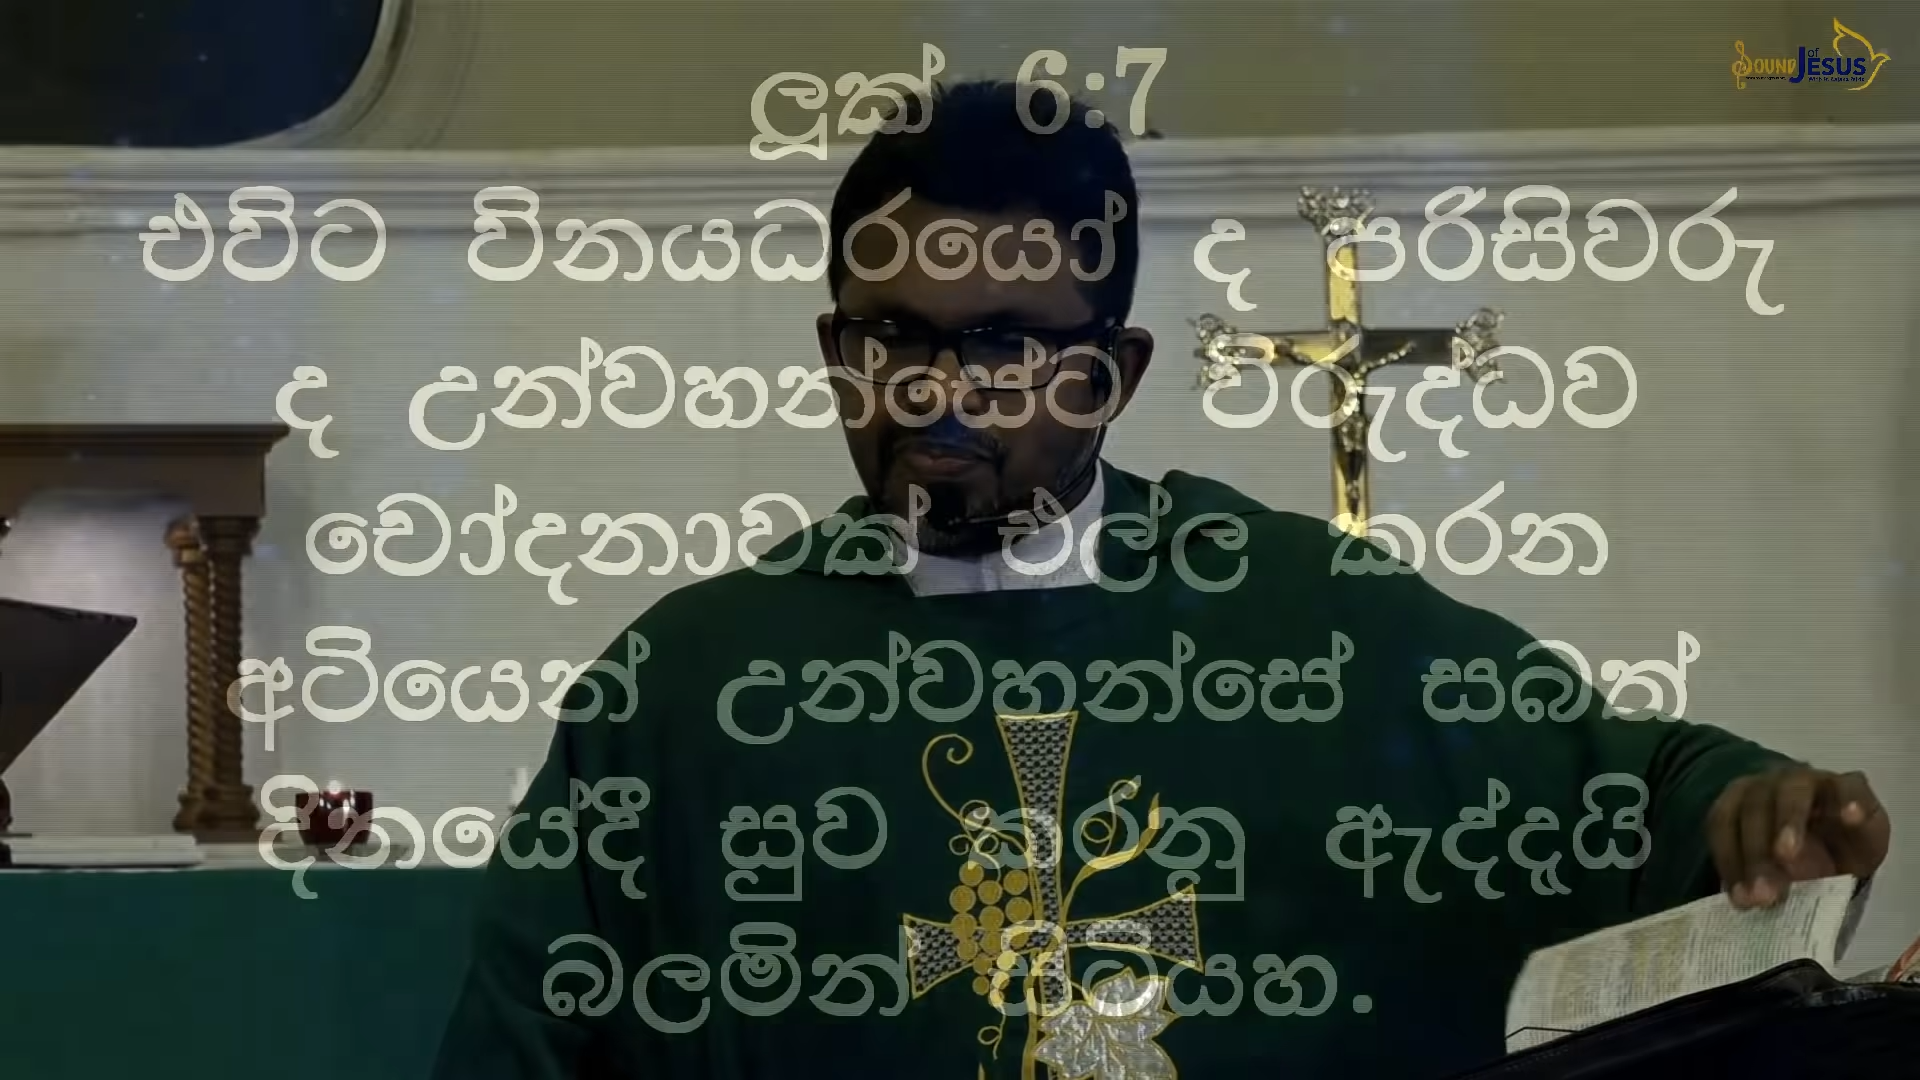 ලූක් 6:7
එවිට විනයධරයෝ ද පරිසිවරු
ද උන්වහන්සේට විරුද්ධව
චෝදනාවක් එල්ල කරන
අටියෙන් උන්වහන්සේ සබත්
දිනයේදී සුව කරනු ඇද්දැයි
බලමින් සිටියහ.
SOUND of JESUS